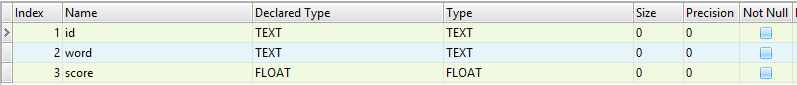 Index Name Declared Type Type Size Precision Not Null
1 id TEXT TEXT 0 0
2 word TEXT TEXT 0 0
3 score FLOAT FLOAT 0 0